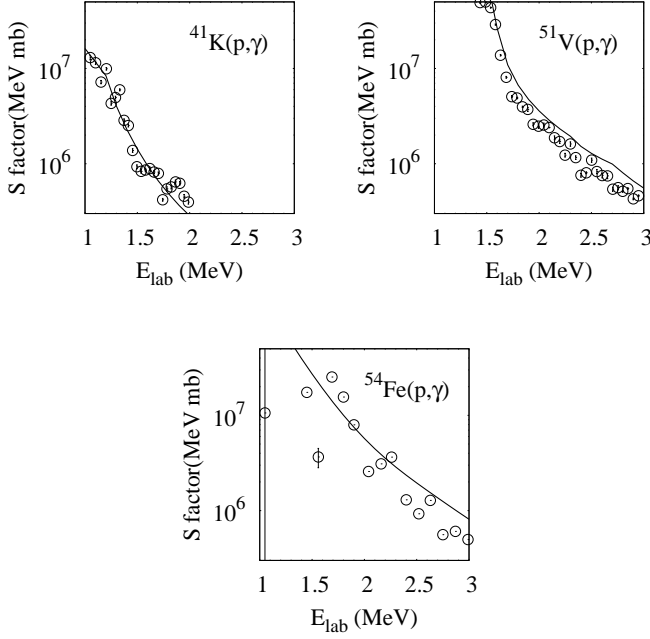 S factor(MeV mb)
10^7
10^6
^41K(p,γ)
1 1.5 2 2.5 3
E_lab (MeV)
S factor(MeV mb)
10^7
10^6
^51V(p,γ)
1 1.5 2 2.5 3
E_lab (MeV)
S factor(MeV mb)
10^7
10^6
^54Fe(p,γ)
1 1.5 2 2.5 3
E_lab (MeV)